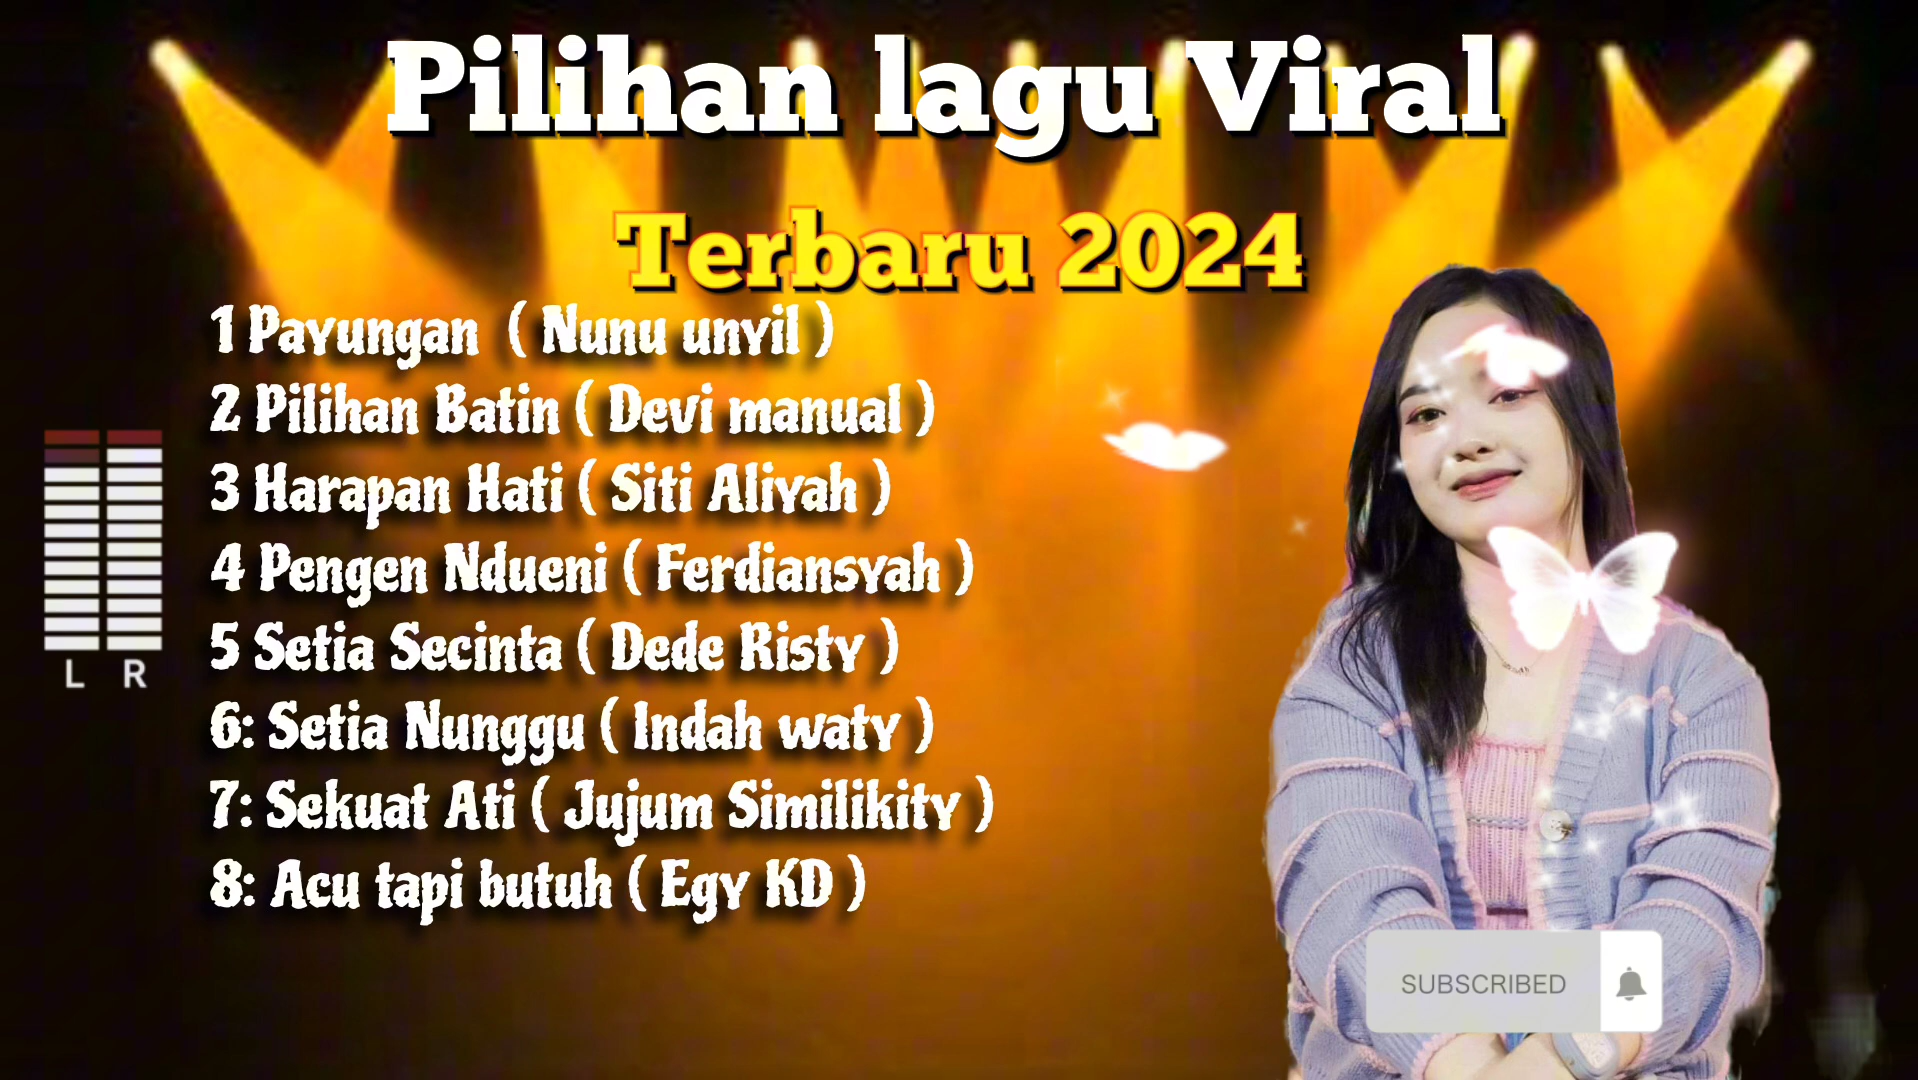 Pilihan lagu Viral
Terbaru 2024
1 Payungan ( Nunu unyil )
2 Pilihan Batin ( Devi manual )
3 Harapan Hati ( Siti Aliyah )
4 Pengen Ndueni ( Ferdiansyah )
5 Setia Secinta ( Dede Risty )
6: Setia Nunggu ( Indah waty )
7: Sekuat Ati ( Jujum Similikity )
8: Acu tapi butuh ( Egy KD )
L R
SUBSCRIBED